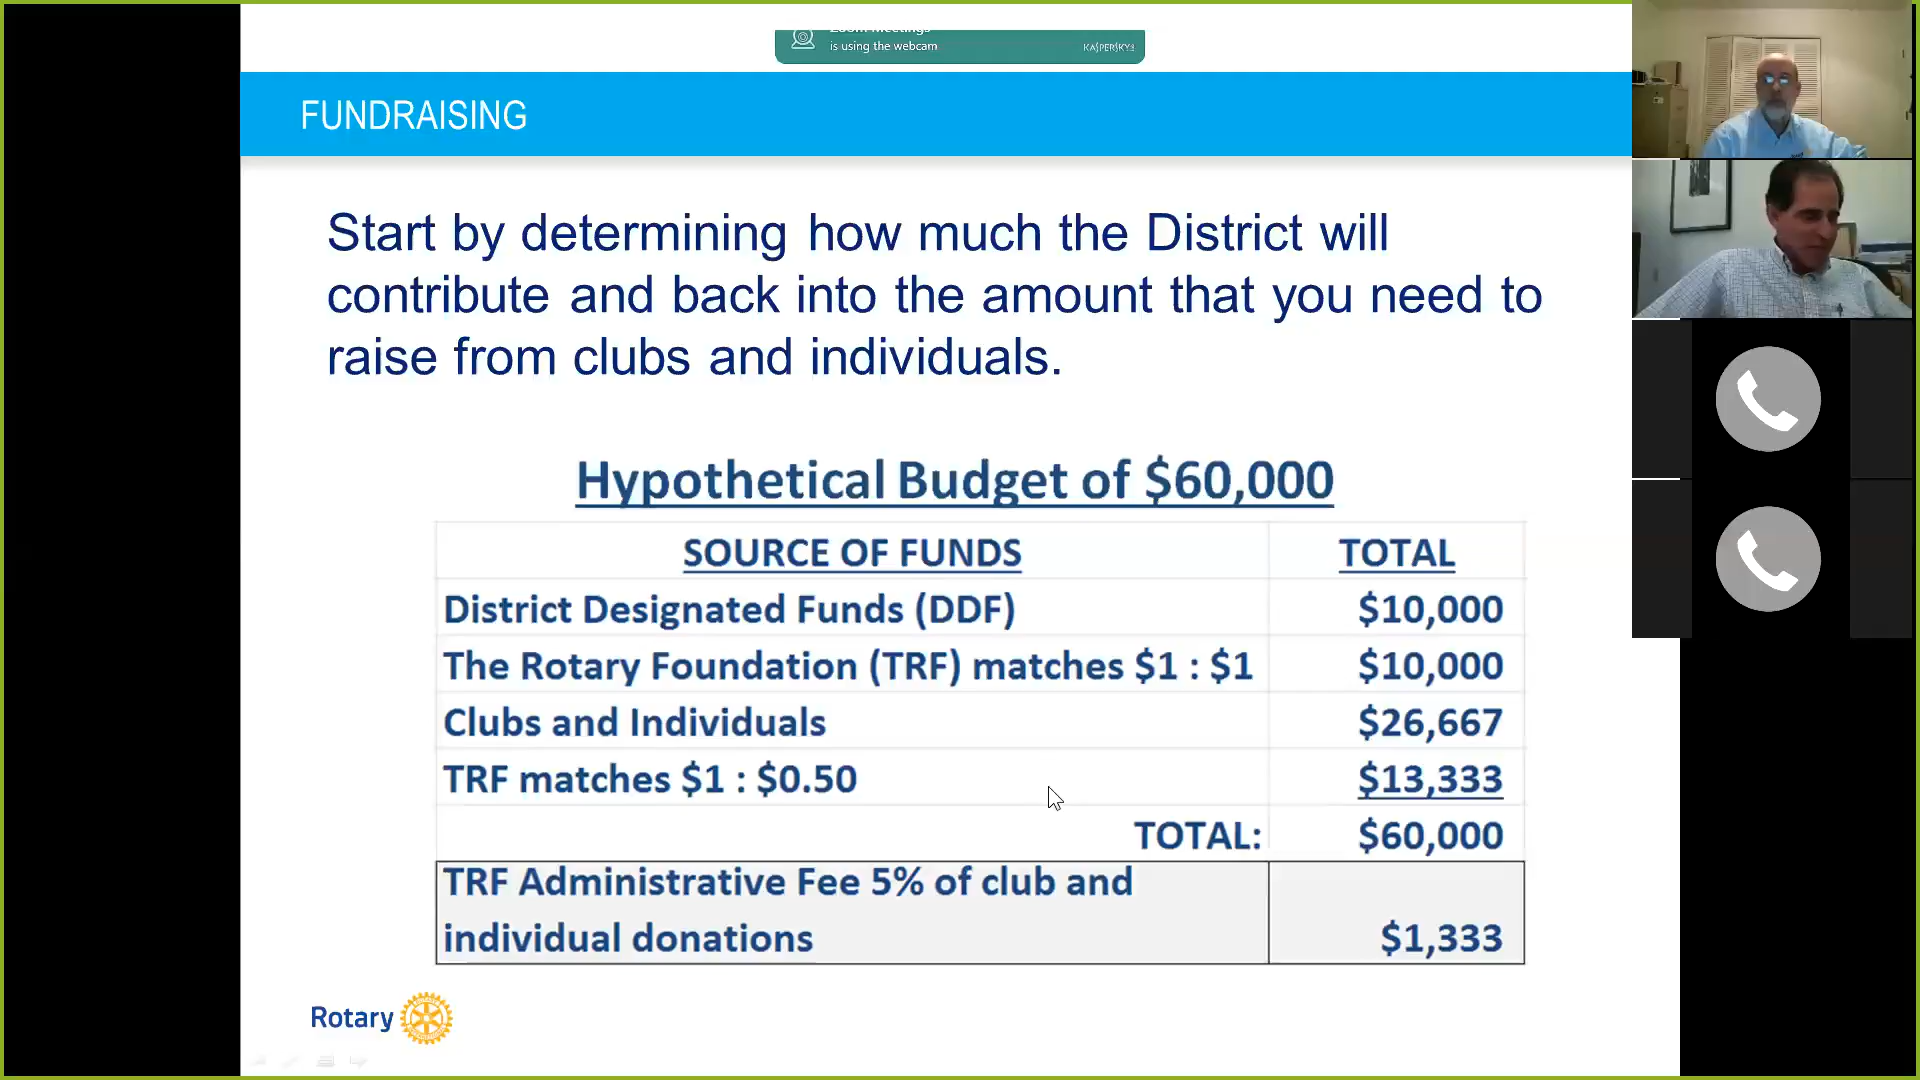 Zoom Meetings
is using the webcam
KASPERSKY
FUNDRAISING
Start by determining how much the District will
contribute and back into the amount that you need to
raise from clubs and individuals.
Hypothetical Budget of $60,000
SOURCE OF FUNDS TOTAL
District Designated Funds (DDF) $10,000
The Rotary Foundation (TRF) matches $1 : $1 $10,000
Clubs and Individuals $26,667
TRF matches $1 : $0.50 $13,333
TOTAL: $60,000
TRF Administrative Fee 5% of club and
individual donations $1,333
Rotary